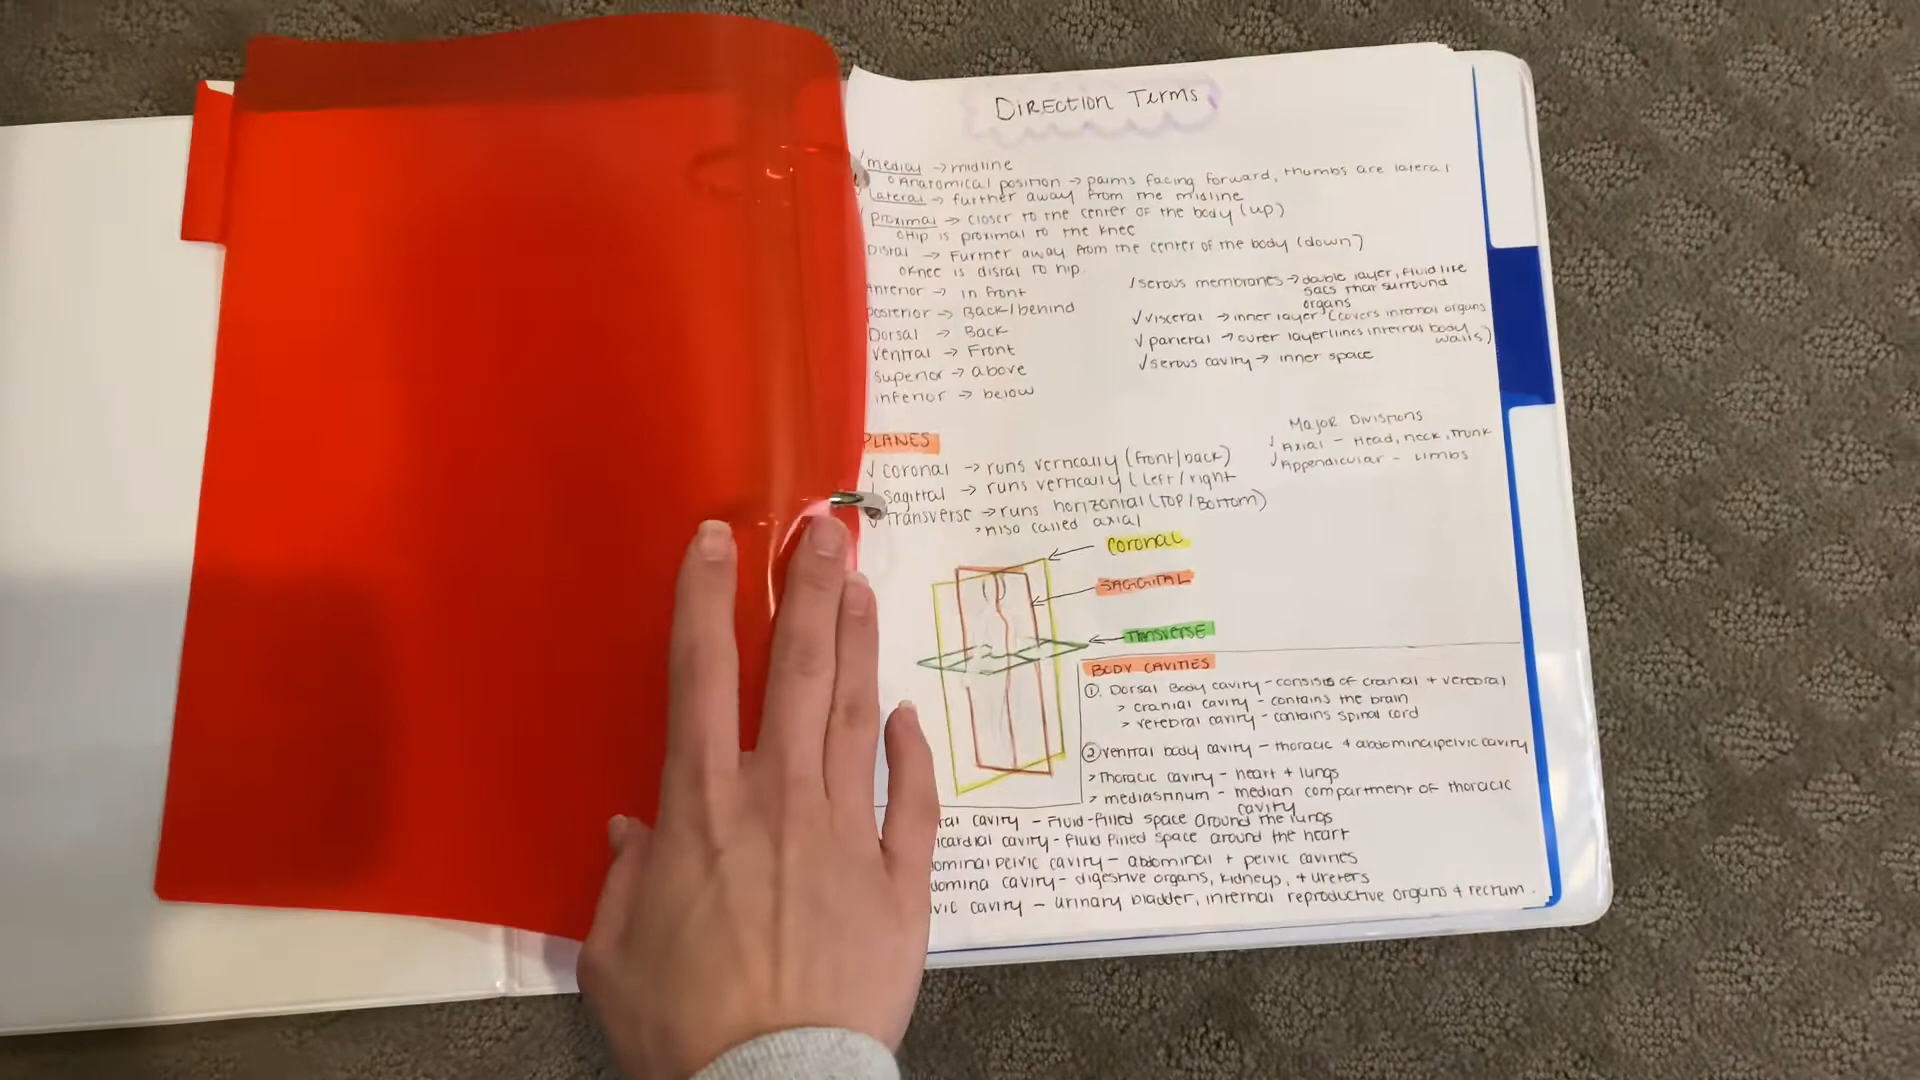 Direction Terms
✓ medial → midline
o Anatomical position → palms facing forward, thumbs are lateral
✓ Lateral → further away from the midline
✓ Proximal → closer to the center of the body (up)
o Hip is proximal to the knee
Distal → Further away from the center of the body (down)
o Knee is distal to hip
Anterior → in front
posterior → Back/behind
Dorsal → Back
ventral → Front
superior → above
inferior → below
✓ serous membranes → double layer, fluid like
sacs that surround
organs
✓ visceral → inner layer (covers internal organs
✓ parietal → outer layer (lines internal body
walls)
✓ serous cavity → inner space
Major Divisions
✓ Axial - Head, neck, trunk
✓ Appendicular - Limbs
PLANES
✓ coronal → runs vertically (front/back)
✓ sagittal → runs vertically (left/right
✓ Transverse → runs horizontal (TOP/Bottom)
> also called axial
coronal
SAGGITAL
TRANSVERSE
BODY CAVITIES
①. Dorsal Body cavity - consists of cranial + vertebral
> cranial cavity - contains the brain
> vertebral cavity - contains spinal cord
② ventral body cavity - thoracic + abdominalpelvic cavity
> Thoracic cavity - heart + lungs
> mediastinum - median compartment of thoracic
cavity
ral cavity - Fluid-filled space around the lungs
icardial cavity - fluid filled space around the heart
dominal pelvic cavity - abdominal + pelvic cavities
domina cavity - digestive organs, kidneys, + ureters
lvic cavity - urinary bladder, internal reproductive organs + rectum.